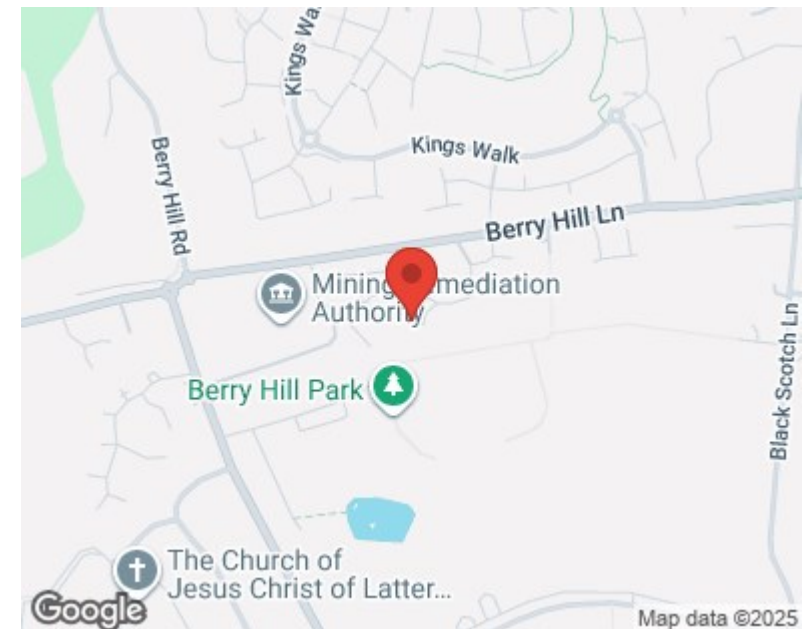 Kings Wa
Kings Walk
Berry Hill Rd
Berry Hill Ln
Mining Remediation
Authority
Berry Hill Park
Black Scotch Ln
The Church of
Jesus Christ of Latter...
Google
Map data ©2025